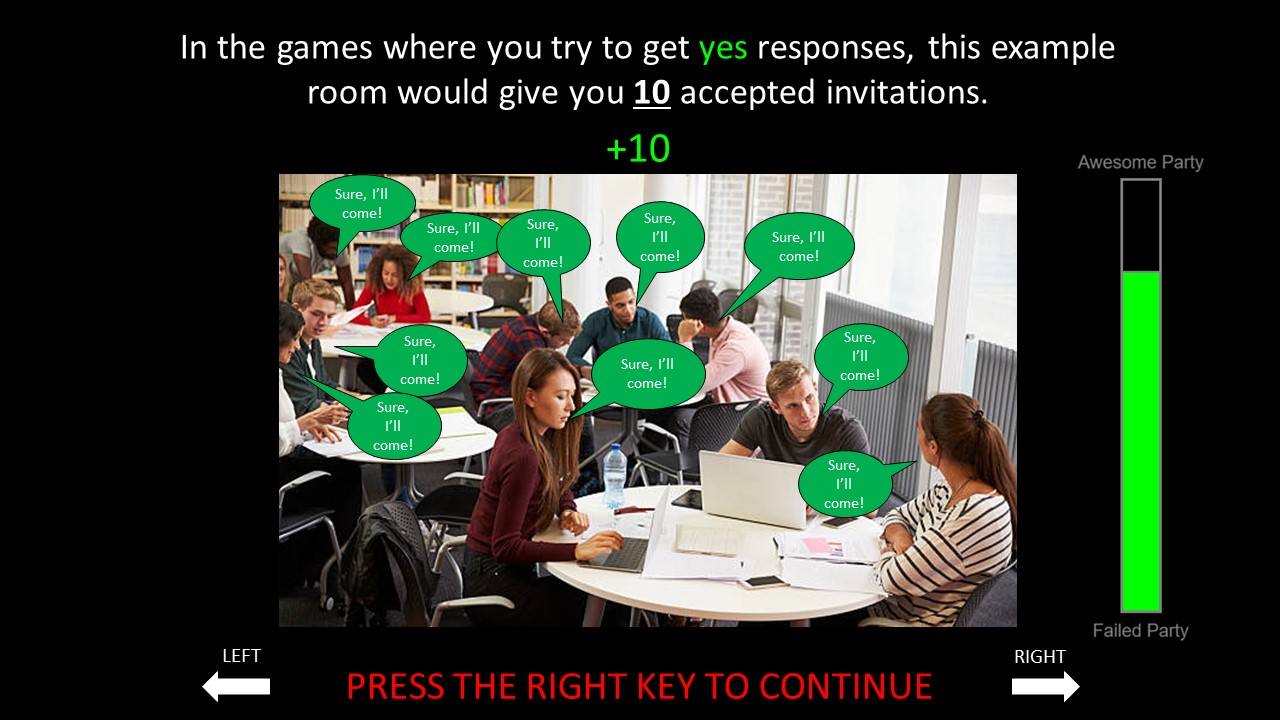 In the games where you try to get yes responses, this example
room would give you 10 accepted invitations.
+10
Awesome Party
Sure, I'll
come!
Sure, I'll
come!
Sure,
I'll
come!
Sure,
I'll
come!
Sure, I'll
come!
Sure,
I'll
come!
Sure, I'll
come!
Sure,
I'll
come!
Sure,
I'll
come!
Sure,
I'll
come!
Failed Party
LEFT
RIGHT
PRESS THE RIGHT KEY TO CONTINUE